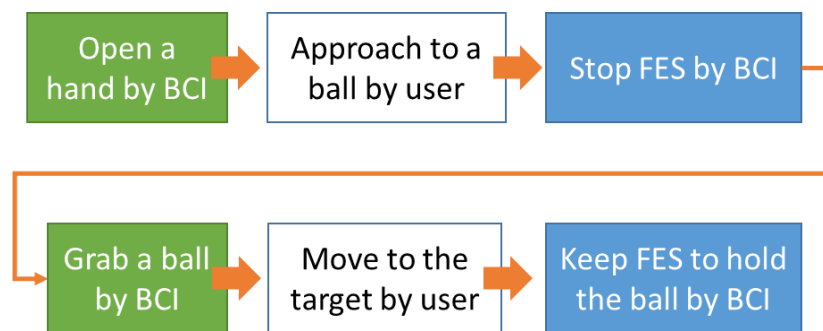 Open a
hand by BCI
Approach to a
ball by user
Stop FES by BCI
Grab a ball
by BCI
Move to the
target by user
Keep FES to hold
the ball by BCI